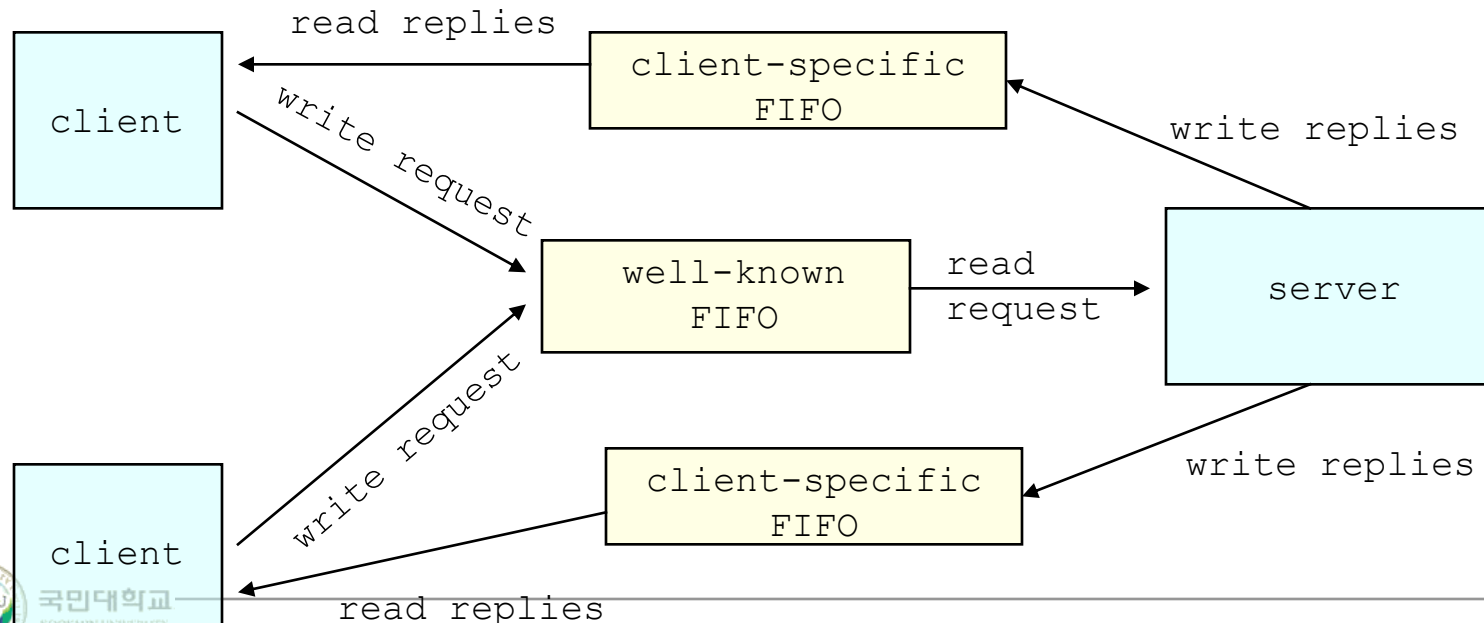 read replies
client-specific
FIFO
client
write request
write replies
well-known
FIFO
read
request
server
write request
client-specific
FIFO
write replies
client
국민대학교
read replies